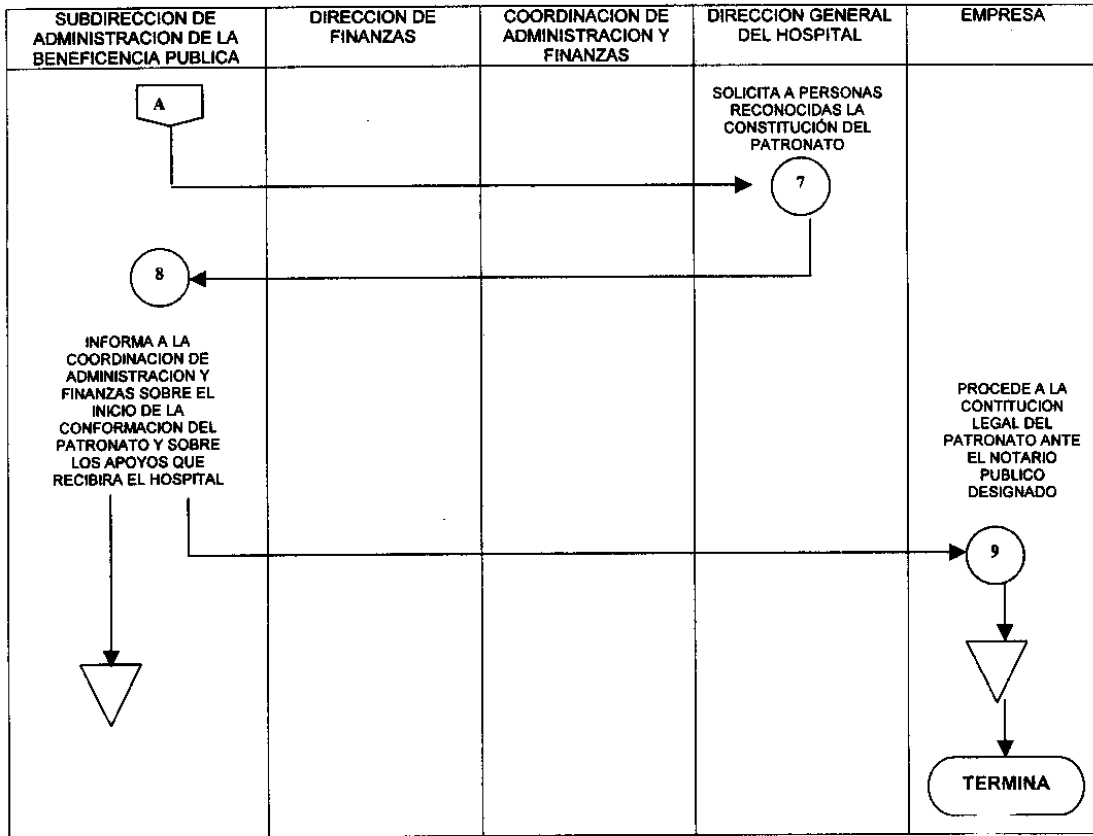 SUBDIRECCION DE
ADMINISTRACION DE LA
BENEFICENCIA PUBLICA
DIRECCION DE
FINANZAS
COORDINACION DE
ADMINISTRACION Y
FINANZAS
DIRECCION GENERAL
DEL HOSPITAL
EMPRESA
A
SOLICITA A PERSONAS
RECONOCIDAS LA
CONSTITUCIÓN DEL
PATRONATO
7
8
INFORMA A LA
COORDINACION DE
ADMINISTRACION Y
FINANZAS SOBRE EL
INICIO DE LA
CONFORMACION DEL
PATRONATO Y SOBRE
LOS APOYOS QUE
RECIBIRA EL HOSPITAL
PROCEDE A LA
CONTITUCION
LEGAL DEL
PATRONATO ANTE
EL NOTARIO
PUBLICO
DESIGNADO
9
TERMINA